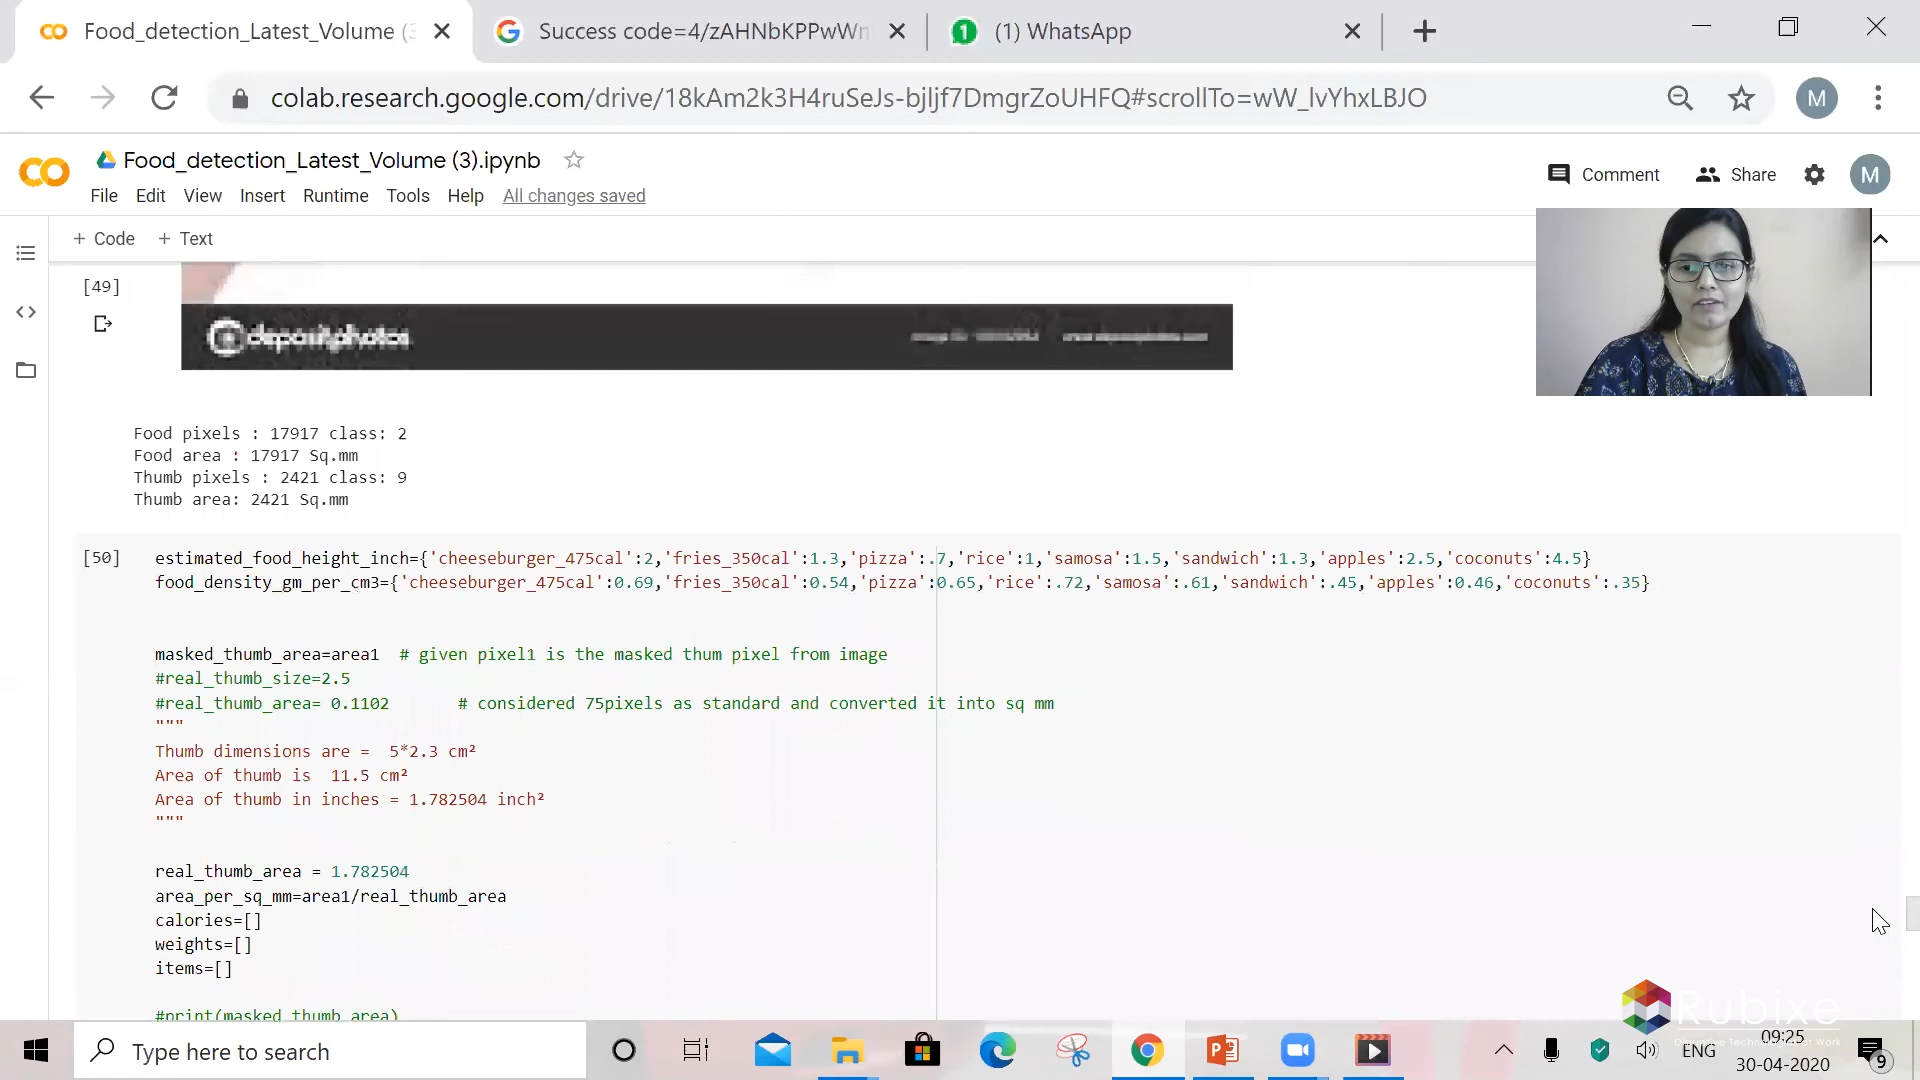 Food_detection_Latest_Volume (3
Success code=4/zAHNbKPPwWn
(1) WhatsApp
colab.research.google.com/drive/18kAm2k3H4ruSeJs-bjljf7DmgrZoUHFQ#scrollTo=wW_lvYhxLBJO
M
Food_detection_Latest_Volume (3).ipynb
File Edit View Insert Runtime Tools Help All changes saved
Comment Share M
+ Code + Text
[49]
depositphotos
Food pixels : 17917 class: 2
Food area : 17917 Sq.mm
Thumb pixels : 2421 class: 9
Thumb area: 2421 Sq.mm
[50] estimated_food_height_inch={'cheeseburger_475cal':2,'fries_350cal':1.3,'pizza':.7,'rice':1,'samosa':1.5,'sandwich':1.3,'apples':2.5,'coconuts':4.5}
food_density_gm_per_cm3={'cheeseburger_475cal':0.69,'fries_350cal':0.54,'pizza':0.65,'rice':.72,'samosa':.61,'sandwich':.45,'apples':0.46,'coconuts':.35}
masked_thumb_area=area1 # given pixel1 is the masked thum pixel from image
#real_thumb_size=2.5
#real_thumb_area= 0.1102 # considered 75pixels as standard and converted it into sq mm
"""
Thumb dimensions are = 5*2.3 cm²
Area of thumb is 11.5 cm²
Area of thumb in inches = 1.782504 inch²
"""
real_thumb_area = 1.782504
area_per_sq_mm=area1/real_thumb_area
calories=[]
weights=[]
items=[]
#print(masked_thumb_area)
Rubixe
Type here to search
ENG
09:25
30-04-2020
9